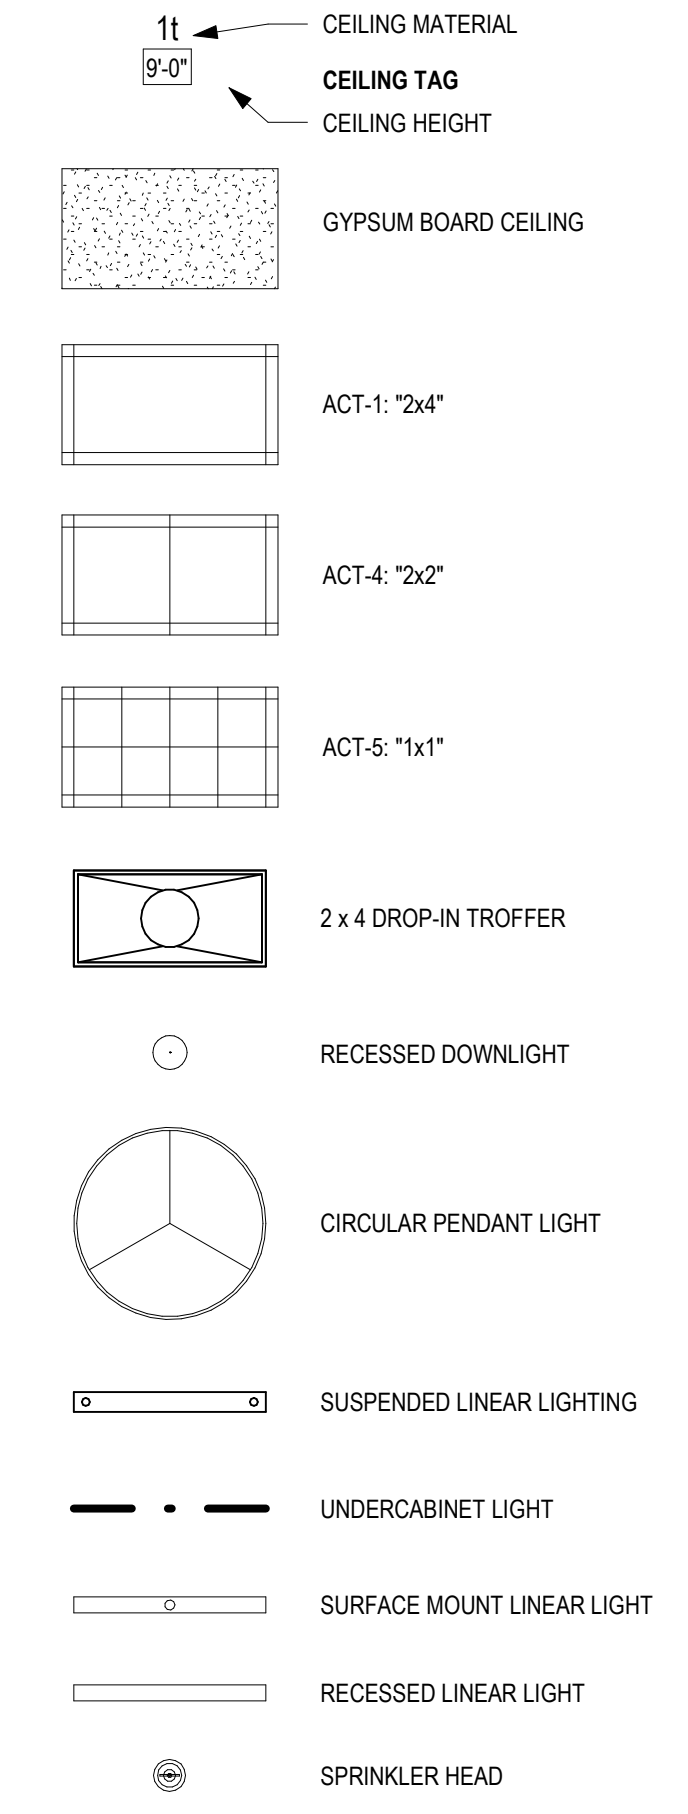 1t
CEILING MATERIAL
9'-0"
CEILING TAG
CEILING HEIGHT
GYPSUM BOARD CEILING
ACT-1: "2x4"
ACT-4: "2x2"
ACT-5: "1x1"
2 x 4 DROP-IN TROFFER
RECESSED DOWNLIGHT
CIRCULAR PENDANT LIGHT
SUSPENDED LINEAR LIGHTING
UNDERCABINET LIGHT
SURFACE MOUNT LINEAR LIGHT
RECESSED LINEAR LIGHT
SPRINKLER HEAD